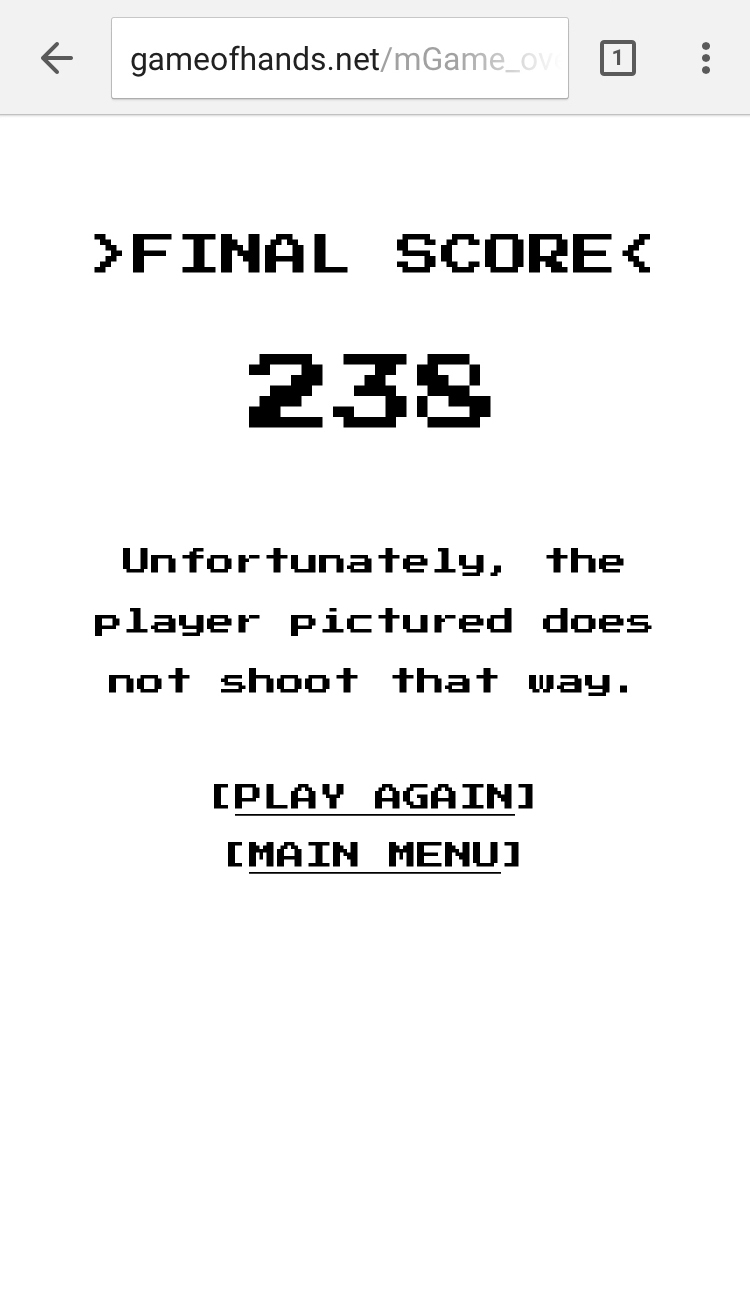 gameofhands.net/mGame_ov
1
>FINAL SCORE<
238
Unfortunately, the
player pictured does
not shoot that way.
[PLAY AGAIN]
[MAIN MENU]